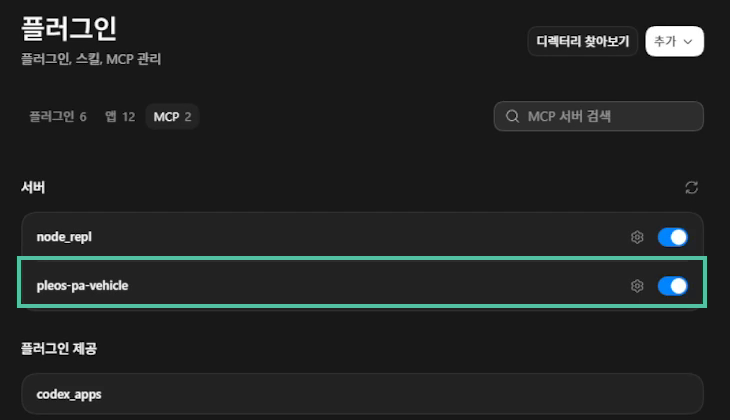 플러그인
플러그인, 스킬, MCP 관리
디렉터리 찾아보기
추가
플러그인 6 앱 12 MCP 2
MCP 서버 검색
서버
node_repl
pleos-pa-vehicle
플러그인 제공
codex_apps